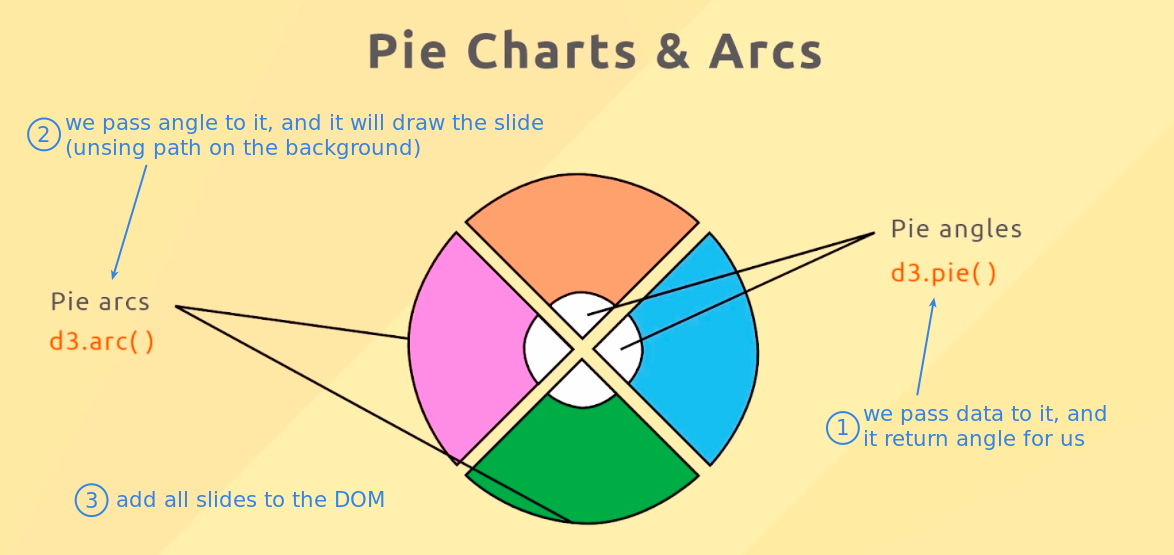 Pie Charts & Arcs
2 we pass angle to it, and it will draw the slide
(unsing path on the background)
Pie angles
d3.pie()
Pie arcs
d3.arc()
1 we pass data to it, and
it return angle for us
3 add all slides to the DOM